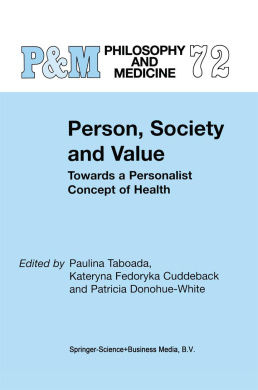 P&M
PHILOSOPHY
AND
MEDICINE
72
Person, Society
and Value
Towards a Personalist
Concept of Health
Edited by Paulina Taboada,
Kateryna Fedoryka Cuddeback
and Patricia Donohue-White
Springer-Science+Business Media, B.V.